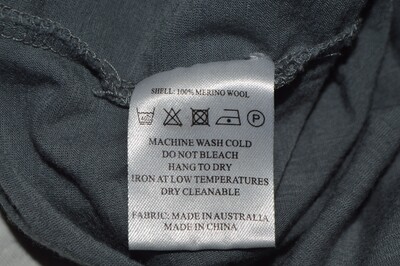 SHELL: 100% MERINO WOOL
P
MACHINE WASH COLD
DO NOT BLEACH
HANG TO DRY
IRON AT LOW TEMPERATURES
DRY CLEANABLE
FABRIC: MADE IN AUSTRALIA
MADE IN CHINA